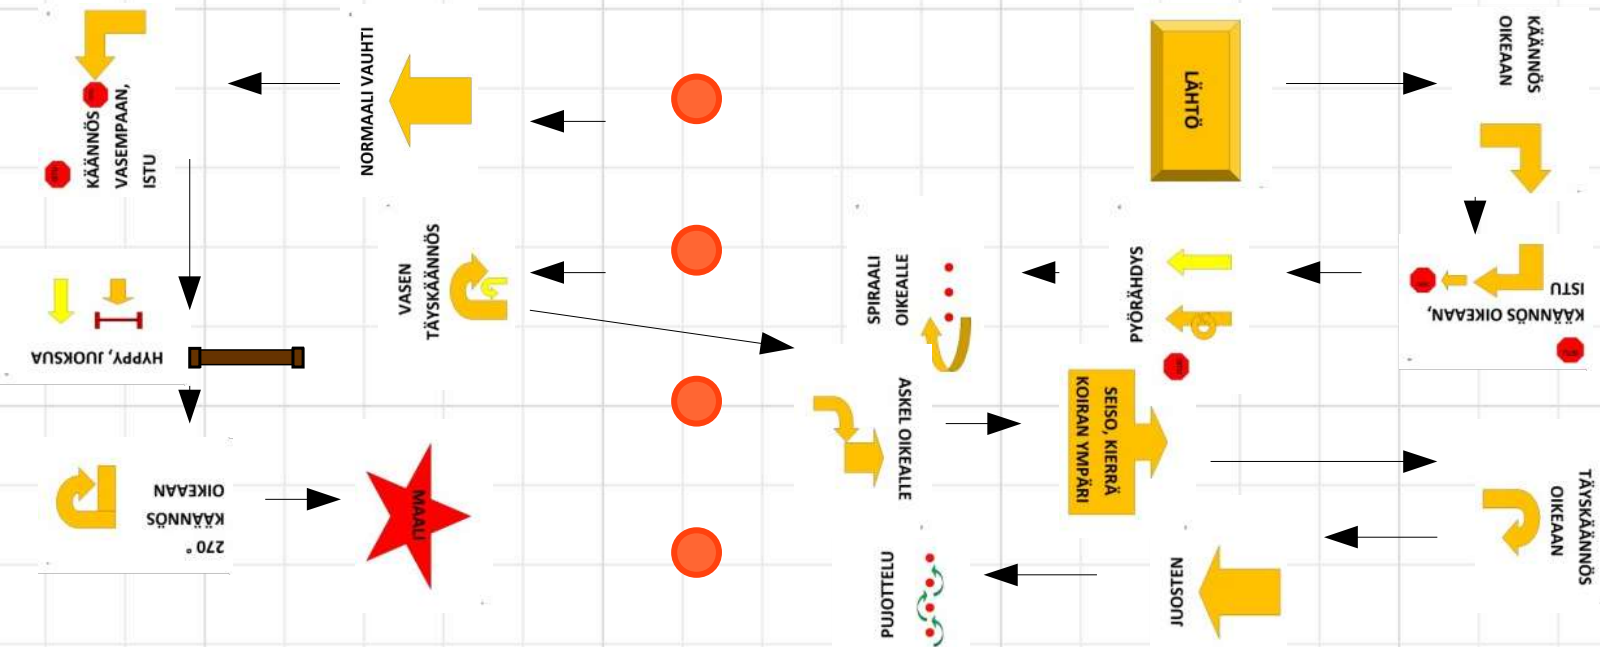 LÄHTÖ
KÄÄNNÖS
OIKEAAN
KÄÄNNÖS OIKEAAN,
ISTU
PYÖRÄHDYS
SPIRAALI
OIKEALLE
VASEN
TÄYSKÄÄNNÖS
ASKEL OIKEALLE
SEISO, KIERRÄ
KOIRAN YMPÄRI
TÄYSKÄÄNNÖS
OIKEAAN
JUOSTEN
PUJOTTELU
NORMAALI VAUHTI
KÄÄNNÖS
VASEMPAAN,
ISTU
HYPPY, JUOKSUA
270°
KÄÄNNÖS
OIKEAAN
MAALI